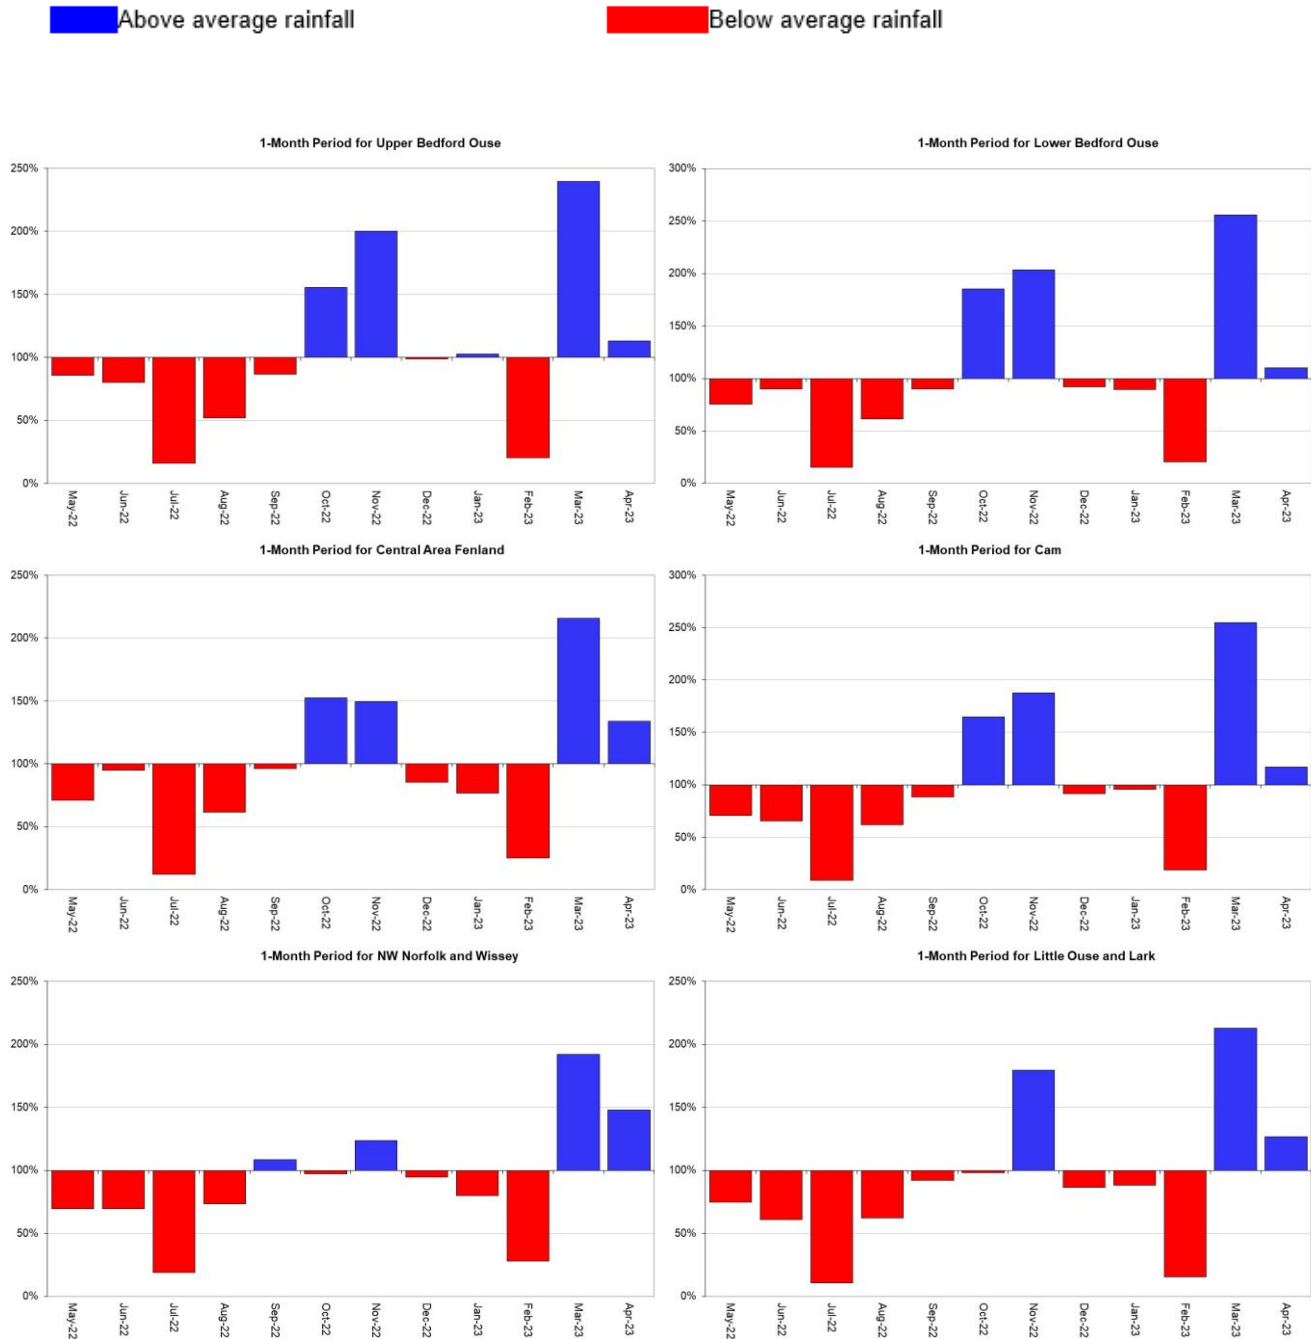 Above average rainfall
Below average rainfall
1-Month Period for Upper Bedford Ouse
250%
200%
150%
100%
50%
0%
May-22
Jun-22
Jul-22
Aug-22
Sep-22
Oct-22
Nov-22
Dec-22
Jan-23
Feb-23
Mar-23
Apr-23
1-Month Period for Lower Bedford Ouse
300%
250%
200%
150%
100%
50%
0%
May-22
Jun-22
Jul-22
Aug-22
Sep-22
Oct-22
Nov-22
Dec-22
Jan-23
Feb-23
Mar-23
Apr-23
1-Month Period for Central Area Fenland
250%
200%
150%
100%
50%
0%
May-22
Jun-22
Jul-22
Aug-22
Sep-22
Oct-22
Nov-22
Dec-22
Jan-23
Feb-23
Mar-23
Apr-23
1-Month Period for Cam
300%
250%
200%
150%
100%
50%
0%
May-22
Jun-22
Jul-22
Aug-22
Sep-22
Oct-22
Nov-22
Dec-22
Jan-23
Feb-23
Mar-23
Apr-23
1-Month Period for NW Norfolk and Wissey
250%
200%
150%
100%
50%
0%
May-22
Jun-22
Jul-22
Aug-22
Sep-22
Oct-22
Nov-22
Dec-22
Jan-23
Feb-23
Mar-23
Apr-23
1-Month Period for Little Ouse and Lark
250%
200%
150%
100%
50%
0%
May-22
Jun-22
Jul-22
Aug-22
Sep-22
Oct-22
Nov-22
Dec-22
Jan-23
Feb-23
Mar-23
Apr-23